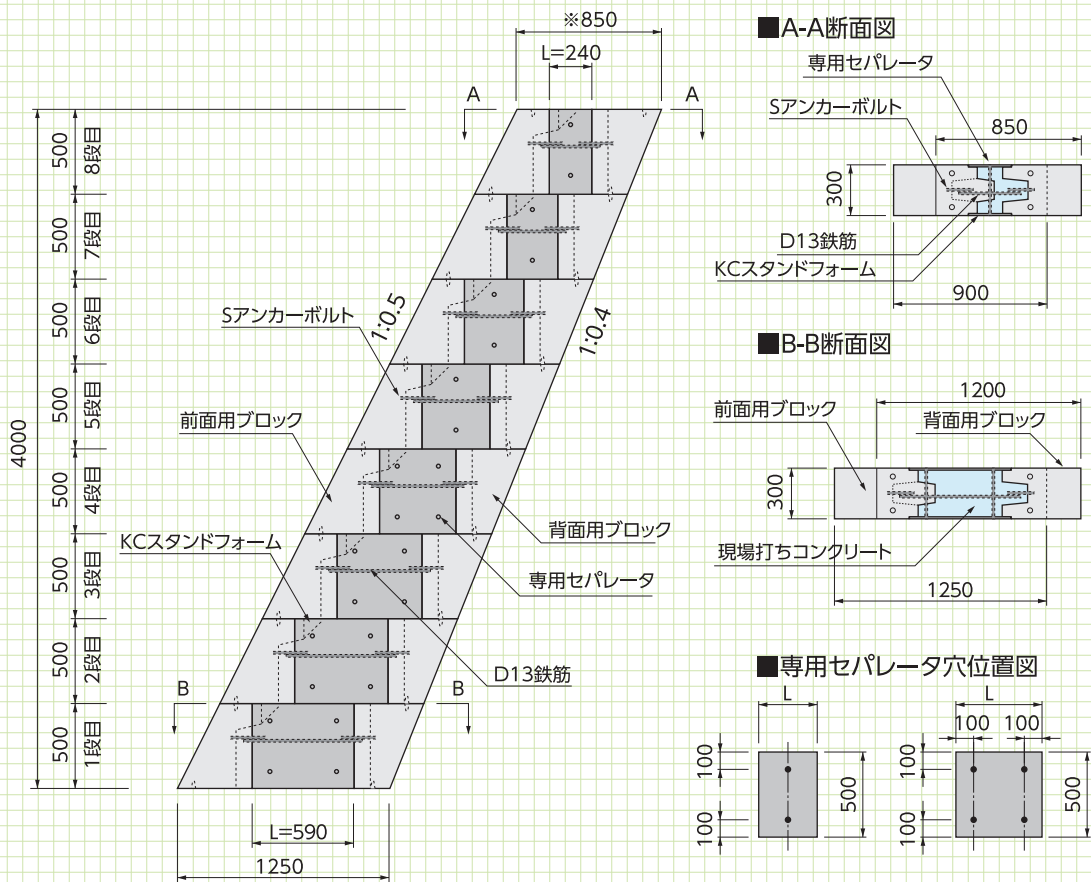 ※850
L=240
A
A
500
8段目
500
7段目
500
6段目
500
5段目
500
4段目
500
3段目
500
2段目
500
1段目
4000
1:0.5
1:0.4
Sアンカーボルト
前面用ブロック
KCスタンドフォーム
背面用ブロック
専用セパレータ
D13鉄筋
B
B
L=590
1250
■A-A断面図
専用セパレータ
Sアンカーボルト
850
300
D13鉄筋
KCスタンドフォーム
900
■B-B断面図
1200
前面用ブロック
背面用ブロック
300
現場打ちコンクリート
1250
■専用セパレータ穴位置図
L
100
100
500
L
100
100
100
100
500